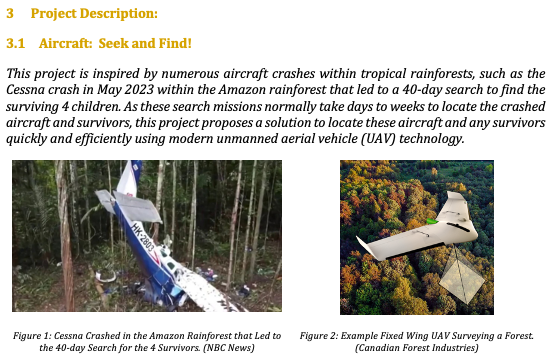 3 Project Description:
3.1 Aircraft: Seek and Find!
This project is inspired by numerous aircraft crashes within tropical rainforests, such as the
Cessna crash in May 2023 within the Amazon rainforest that led to a 40-day search to find the
surviving 4 children. As these search missions normally take days to weeks to locate the crashed
aircraft and survivors, this project proposes a solution to locate these aircraft and any survivors
quickly and efficiently using modern unmanned aerial vehicle (UAV) technology.
HK-2803
Figure 1: Cessna Crashed in the Amazon Rainforest that Led to
the 40-day Search for the 4 Survivors. (NBC News)
Figure 2: Example Fixed Wing UAV Surveying a Forest.
(Canadian Forest Industries)